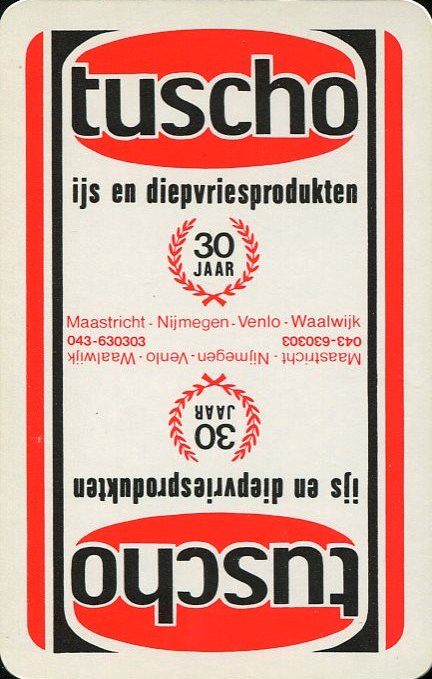 tuscho
ijs en diepvriesprodukten
30
JAAR
Maastricht - Nijmegen - Venlo - Waalwijk
043-630303
043-630303
Maastricht - Nijmegen - Venlo - Waalwijk
30
JAAR
ijs en diepvriesprodukten
tuscho